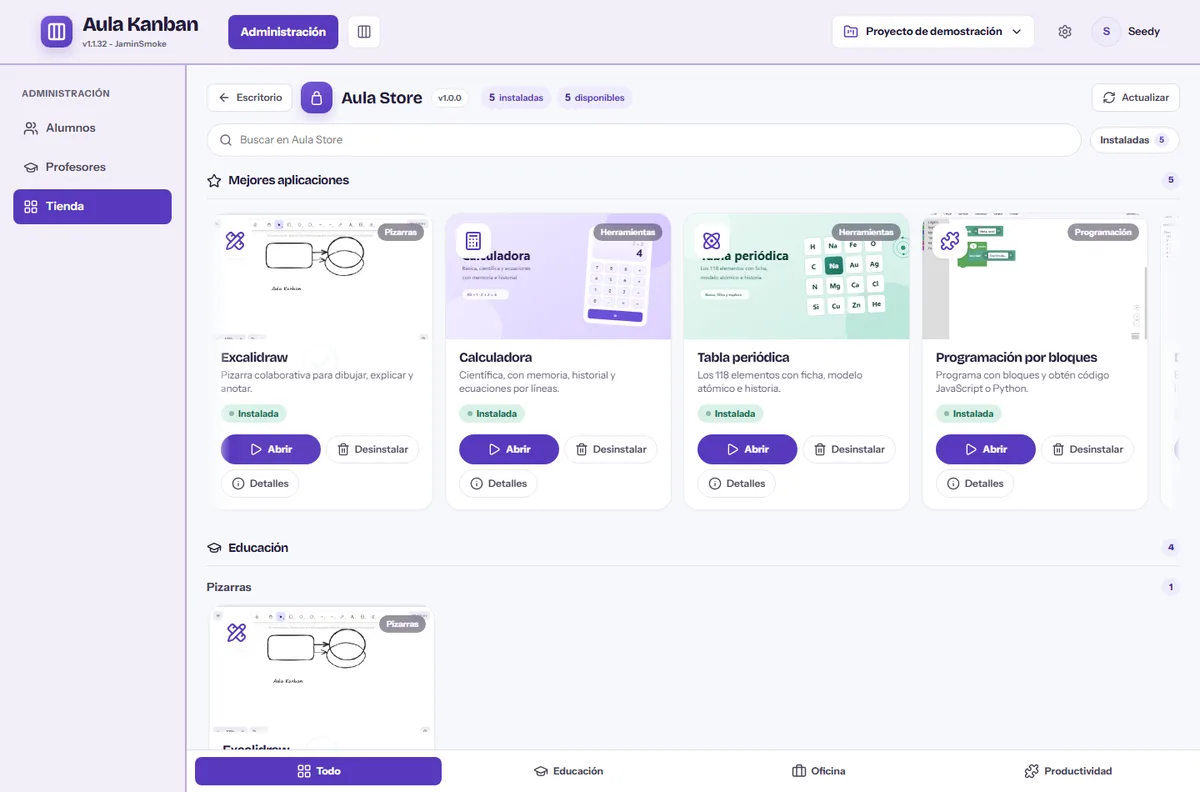 Aula Kanban
v1.1.32 - JaminSmoke
Administración
Proyecto de demostración
S
Seedy
ADMINISTRACIÓN
Alumnos
Profesores
Tienda
Escritorio
Aula Store
v1.0.0
5 instaladas
5 disponibles
Actualizar
Buscar en Aula Store
Instaladas 5
Mejores aplicaciones
5
Pizarras
Aula Kanban
Excalidraw
Pizarra colaborativa para dibujar, explicar y
anotar.
Instalada
Abrir
Desinstalar
Detalles
Herramientas
Básica, científica y ecuaciones
con memoria e historial
4
Calculadora
Científica, con memoria, historial y
ecuaciones por líneas.
Instalada
Abrir
Desinstalar
Detalles
Herramientas
periódica
Los 118 elementos con ficha,
modelo atómico e historia
Busca, filtra y explora
H Na Fe O
C Na Au Ag
N Mg Ca Cl
Si Cu Zn He
Tabla periódica
Los 118 elementos con ficha, modelo
atómico e historia.
Instalada
Abrir
Desinstalar
Detalles
Programación
Programación por bloques
Programa con bloques y obtén código
JavaScript o Python.
Instalada
Abrir
Desinstalar
Detalles
Educación
4
Pizarras
1
Pizarras
Aula Kanban
Excalidraw
Todo
Educación
Oficina
Productividad